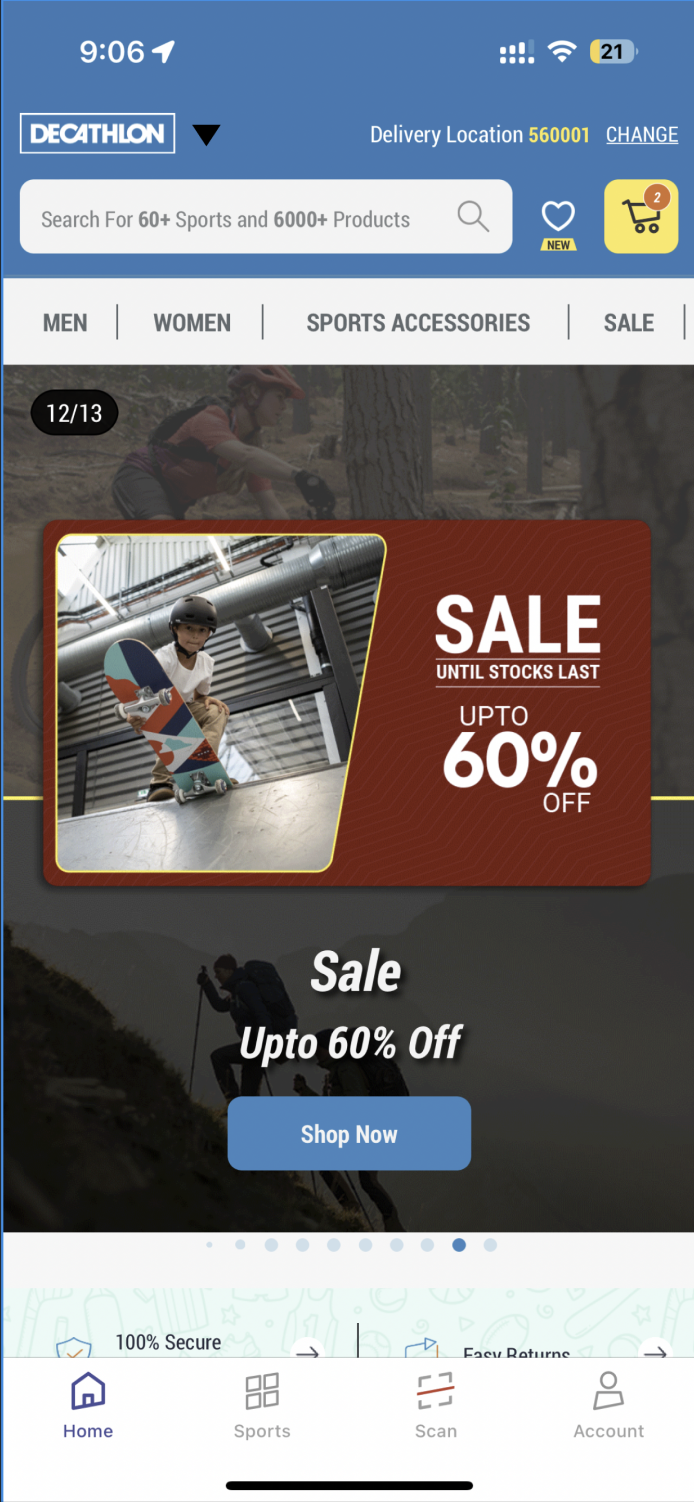 9:06
21
DECATHLON
Delivery Location 560001 CHANGE
Search For 60+ Sports and 6000+ Products
2
NEW
MEN
WOMEN
SPORTS ACCESSORIES
SALE
12/13
SALE
UNTIL STOCKS LAST
UPTO
60%
OFF
Sale
Upto 60% Off
Shop Now
100% Secure
Easy Returns
Home
Sports
Scan
Account